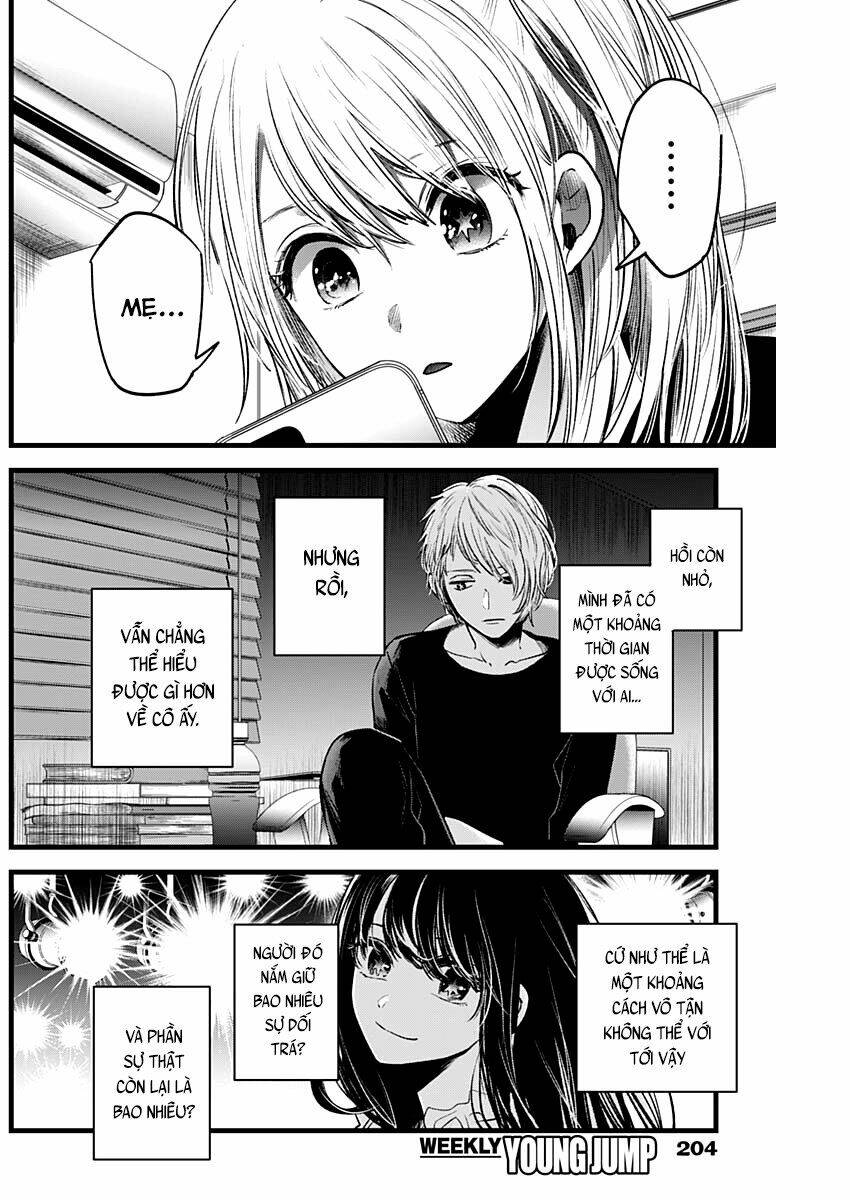 ......
MẸ...
HỒI CÒN
NHỎ,
MÌNH ĐÃ CÓ
MỘT KHOẢNG
THỜI GIAN
ĐƯỢC SỐNG
VỚI AI...
NHƯNG
RỒI,
VẪN CHẲNG
THỂ HIỂU
ĐƯỢC GÌ HƠN
VỀ CÔ ẤY.
CỨ NHƯ THỂ LÀ
MỘT KHOẢNG
CÁCH VÔ TẬN
KHÔNG THỂ VỚI
TỚI VẬY
NGƯỜI ĐÓ
NẮM GIỮ
BAO NHIÊU
SỰ DỐI
TRÁ?
VÀ PHẦN
SỰ THẬT
CÒN LẠI LÀ
BAO NHIÊU?
WEEKLY YOUNG JUMP 204